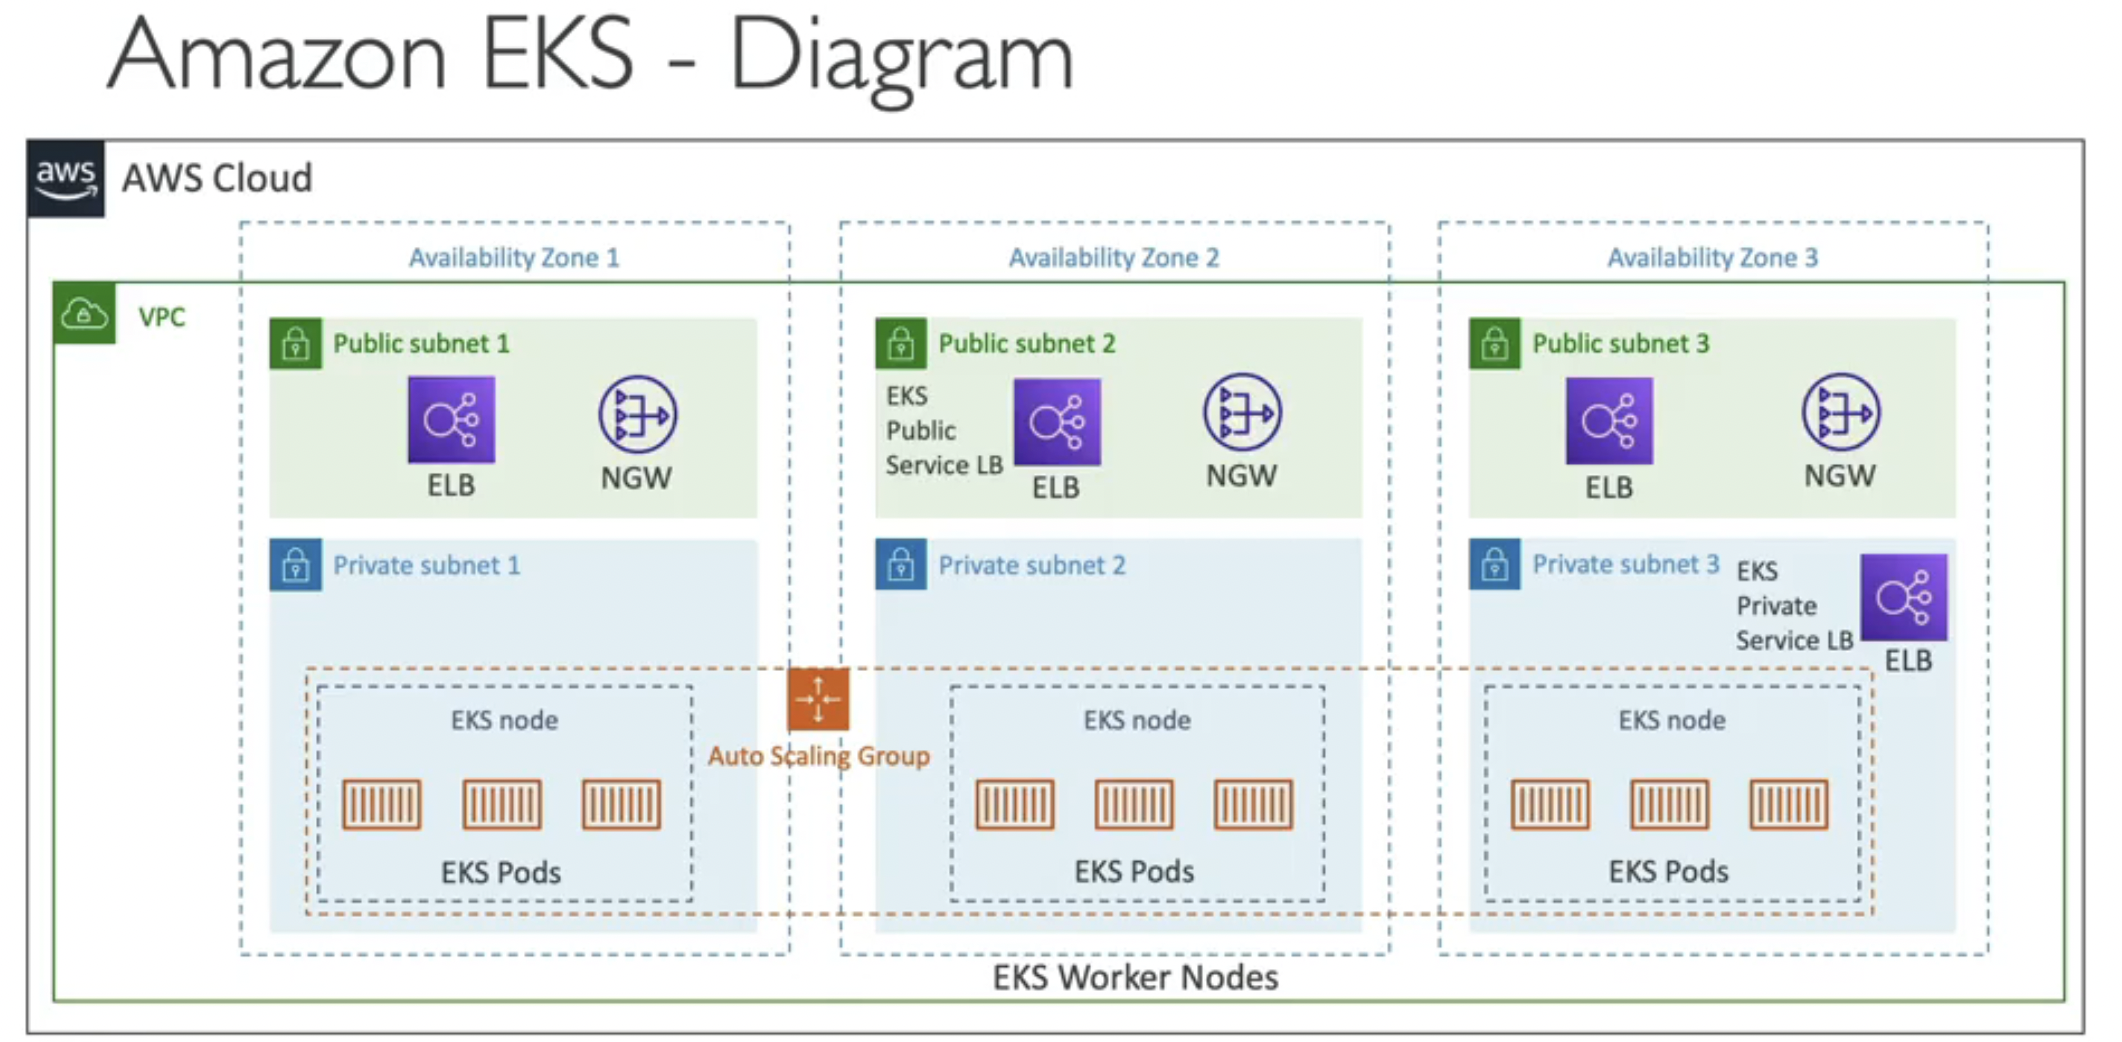 Amazon EKS - Diagram
aws
AWS Cloud
Availability Zone 1
Availability Zone 2
Availability Zone 3
VPC
Public subnet 1
ELB
NGW
Public subnet 2
EKS
Public
Service LB
ELB
NGW
Public subnet 3
ELB
NGW
Private subnet 1
Private subnet 2
Private subnet 3
EKS
Private
Service LB
ELB
EKS node
EKS Pods
Auto Scaling Group
EKS node
EKS Pods
EKS node
EKS Pods
EKS Worker Nodes